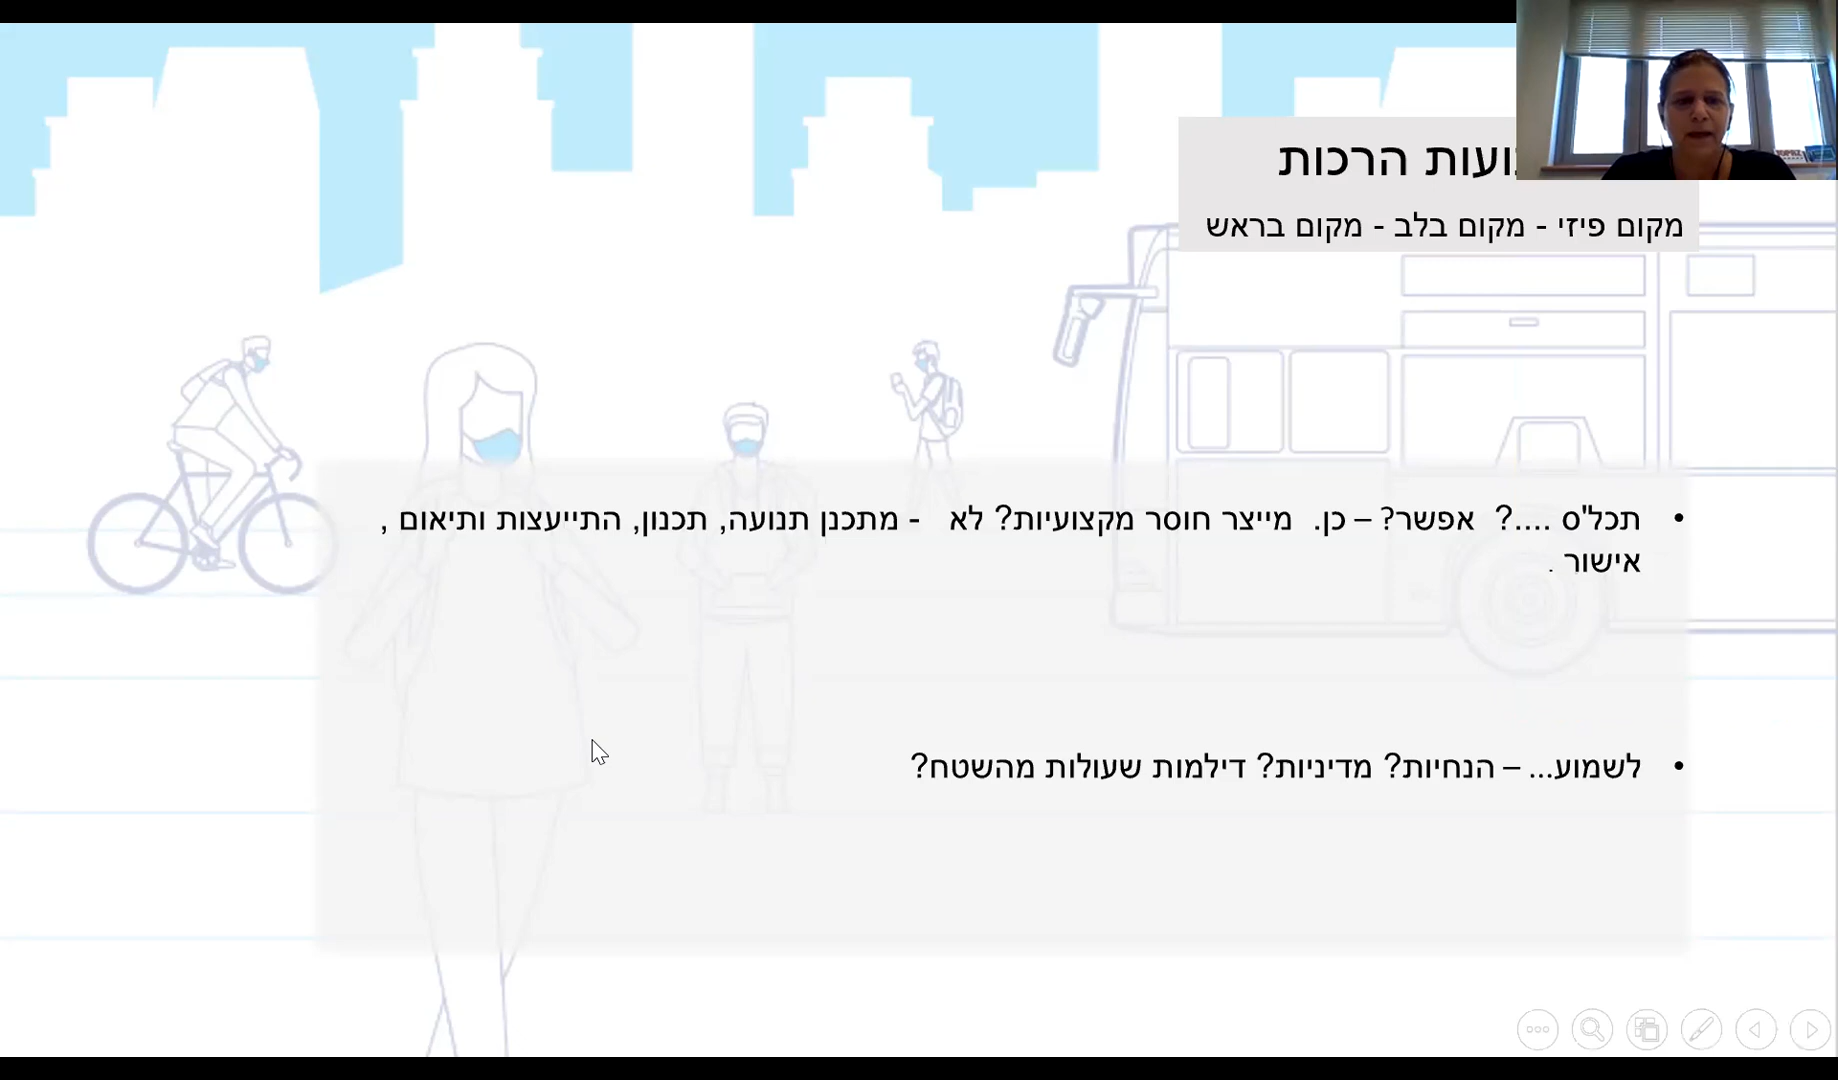 הרכות
מקום פיזי - מקום בלב - מקום בראש
• תכל'ס ....? אפשר? – כן. מייצר חוסר מקצועיות? לא - מתכנן תנועה, תכנון, התייעצות ותיאום ,
אישור .
• לשמוע... – הנחיות? מדיניות? דילמות שעולות מהשטח?